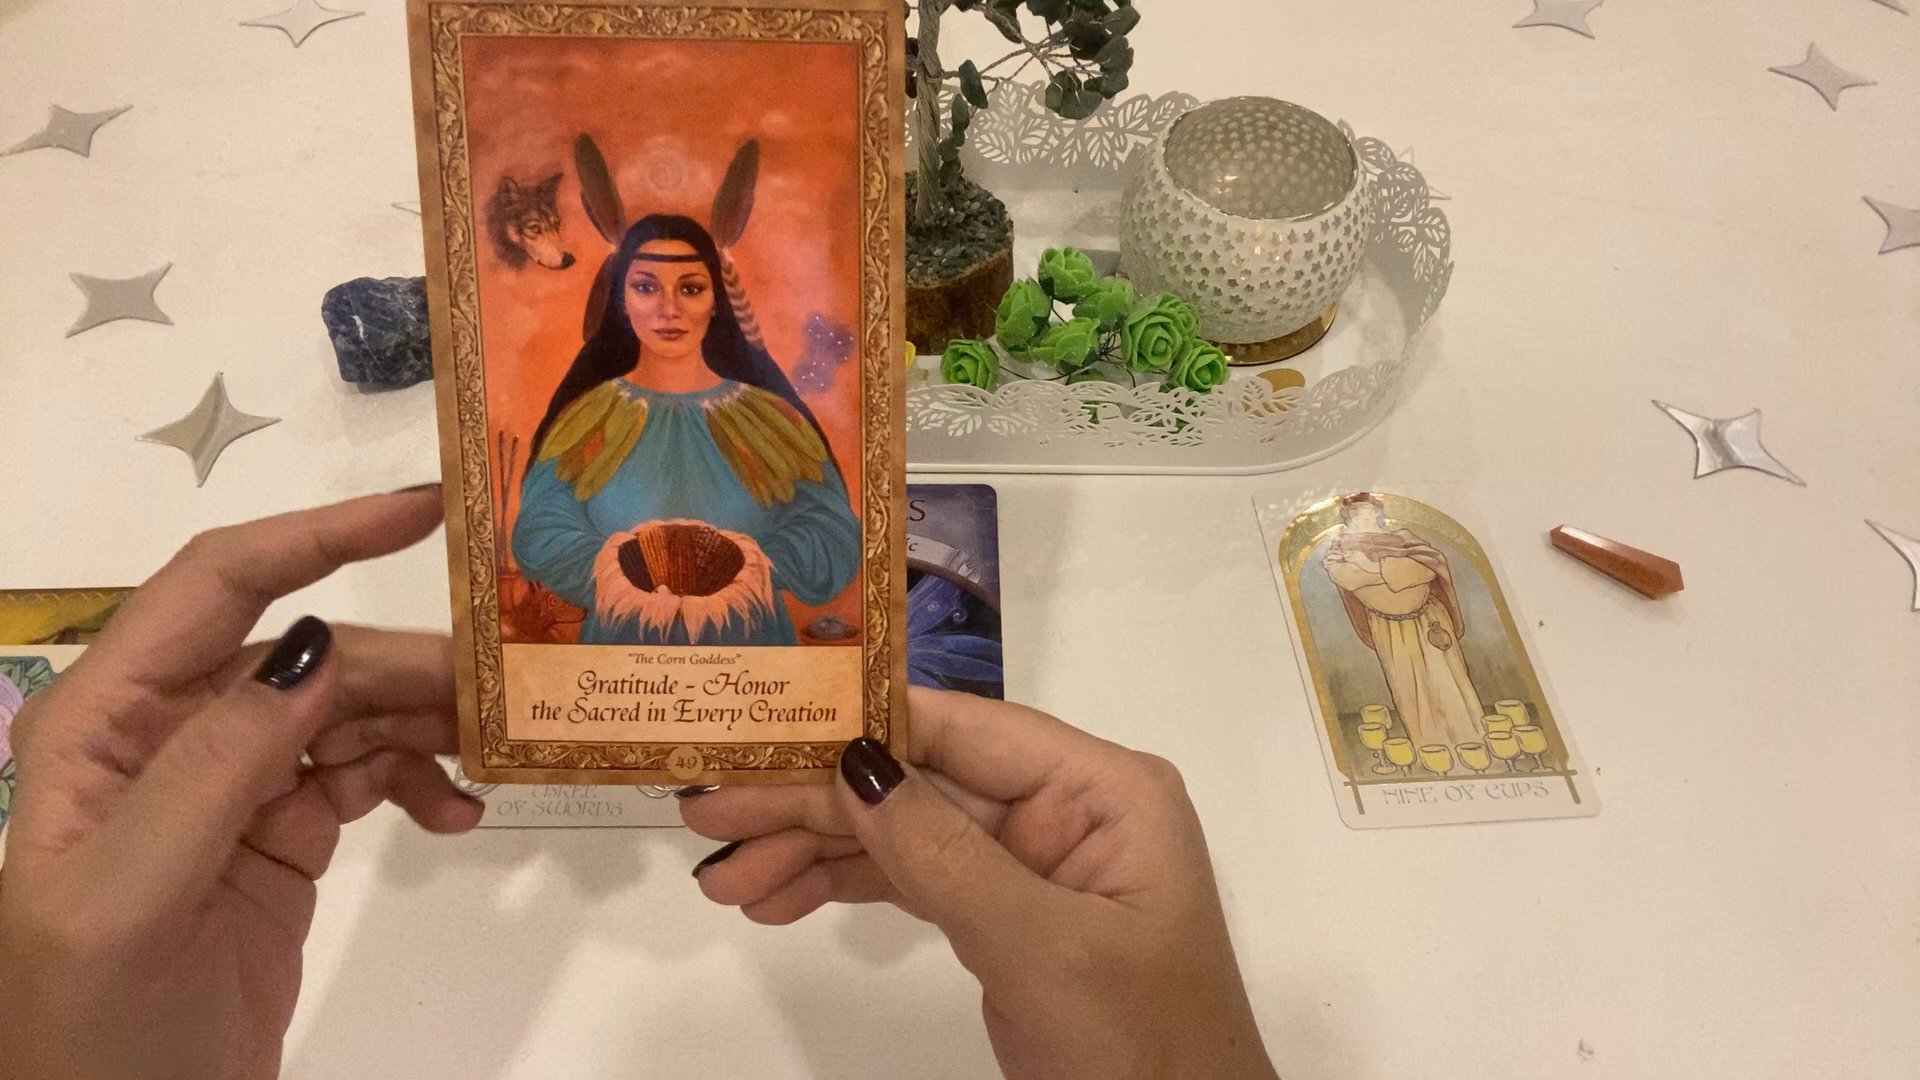 "The Corn Goddess"
Gratitude - Honor
the Sacred in Every Creation
49
THREE
OF SWORDS
NINE OF CUPS